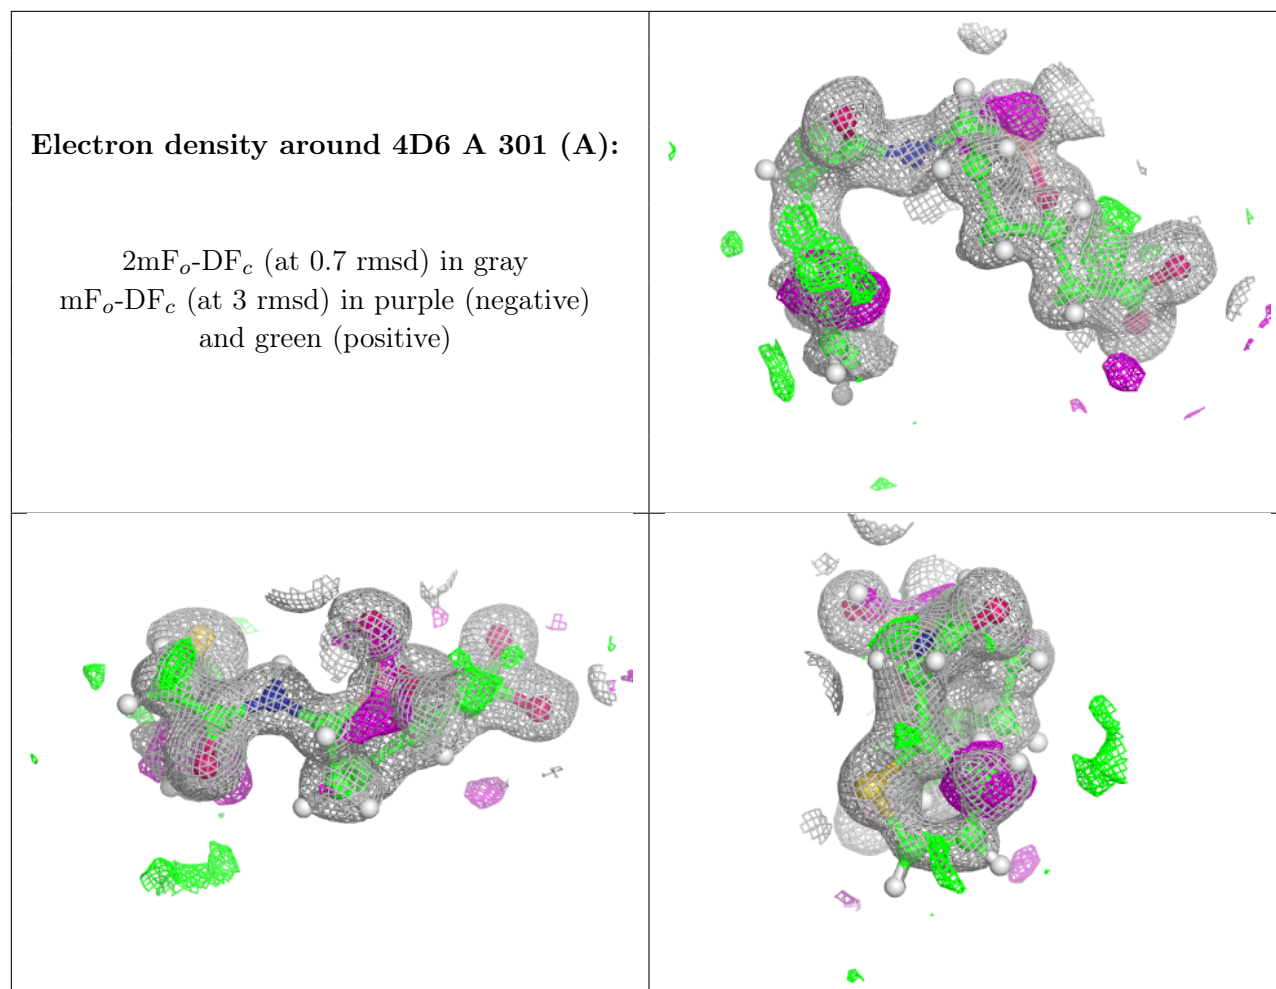 Electron density around 4D6 A 301 (A):
2mFo-DFc (at 0.7 rmsd) in gray
mFo-DFc (at 3 rmsd) in purple (negative)
and green (positive)